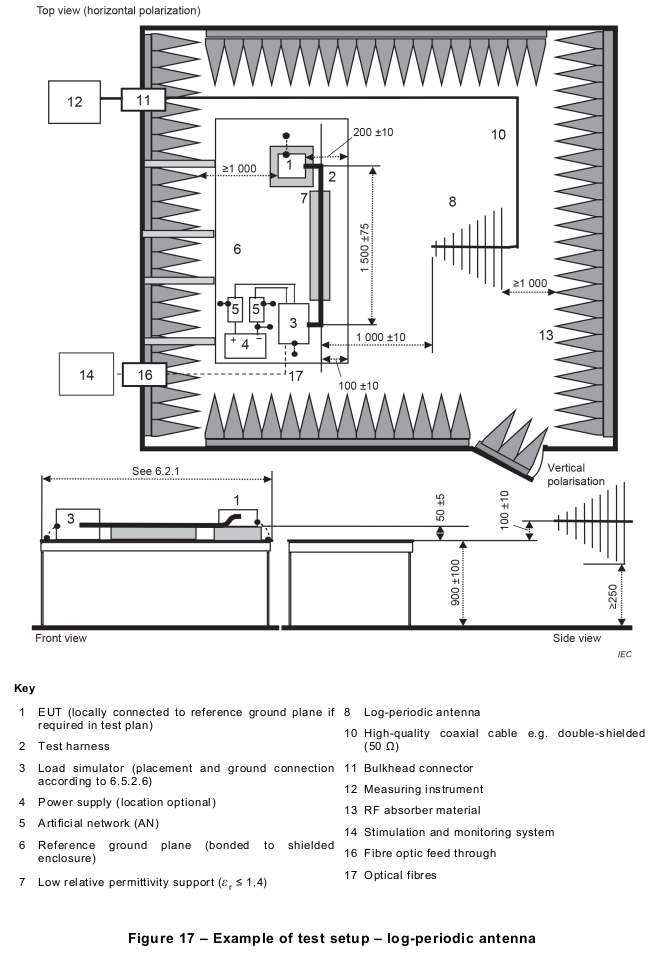 Top view (horizontal polarization)
12
11
10
200 ±10
1
≥1 000
2
7
8
6
1 500 ±75
≥1 000
5
5
3
13
+ 4 –
1 000 ±10
14
16
17
100 ±10
Vertical
polarisation
See 6.2.1
3
1
50 ±5
100 ±10
900 ±100
≥250
Front view
Side view
IEC
Key
1 EUT (locally connected to reference ground plane if
required in test plan)
2 Test harness
3 Load simulator (placement and ground connection
according to 6.5.2.6)
4 Power supply (location optional)
5 Artificial network (AN)
6 Reference ground plane (bonded to shielded
enclosure)
7 Low relative permittivity support (εr ≤ 1,4)
8 Log-periodic antenna
10 High-quality coaxial cable e.g. double-shielded
(50 Ω)
11 Bulkhead connector
12 Measuring instrument
13 RF absorber material
14 Stimulation and monitoring system
16 Fibre optic feed through
17 Optical fibres
Figure 17 – Example of test setup – log-periodic antenna